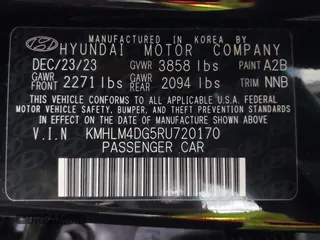 MANUFACTURED IN KOREA BY
HYUNDAI MOTOR COMPANY
DEC/23/23 GVWR 3858 lbs PAINT A2B
GAWR FRONT 2271 lbs GAWR REAR 2094 lbs TRIM NNB
THIS VEHICLE CONFORMS TO ALL APPLICABLE U.S.
FEDERAL MOTOR VEHICLE SAFETY, BUMPER, AND THEFT
PREVENTION STANDARDS IN EFFECT ON THE DATE OF
MANUFACTURE SHOWN ABOVE.
V.I.N KMHLM4DG5RU720170
PASSENGER CAR